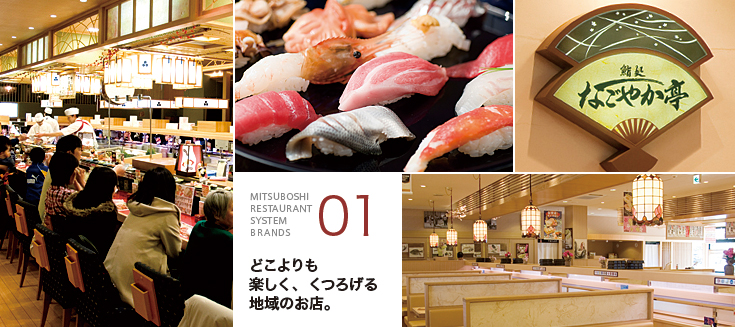 鮨処
なごやか亭
MITSUBOSHI
RESTAURANT
SYSTEM
BRANDS
01
どこよりも
楽しく、くつろげる
地域のお店。